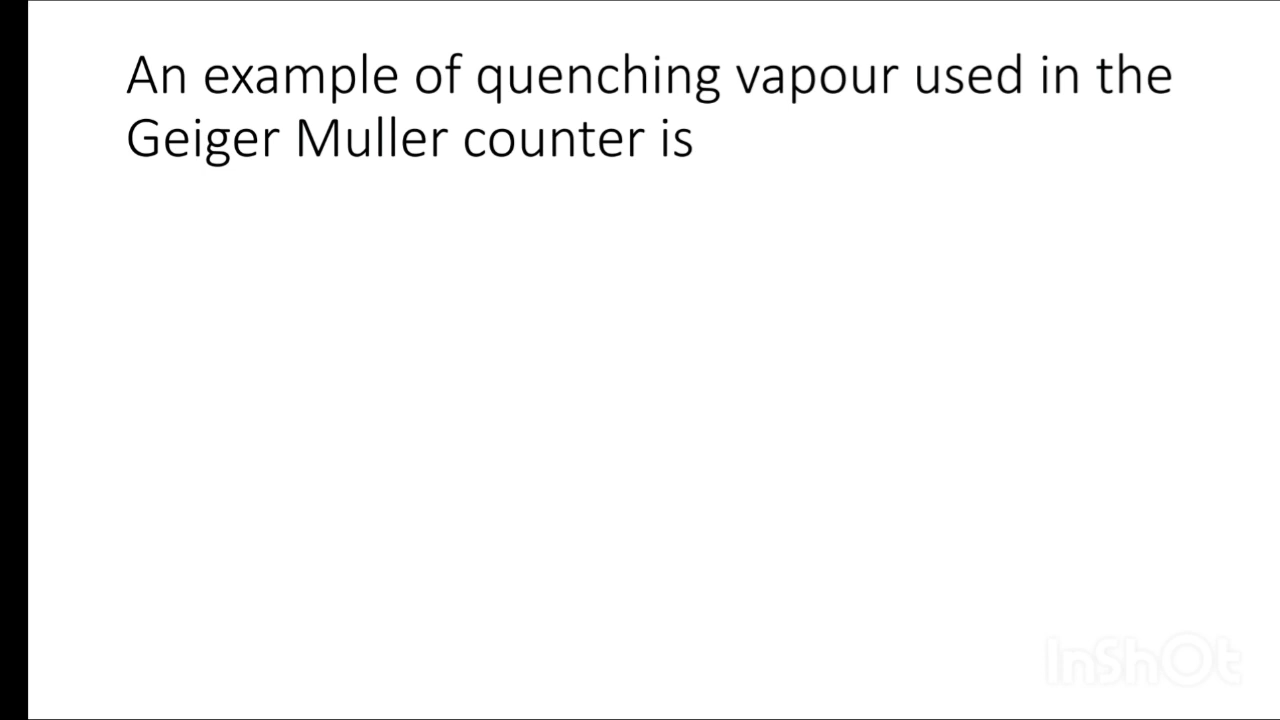 An example of quenching vapour used in the
Geiger Muller counter is
InShOt